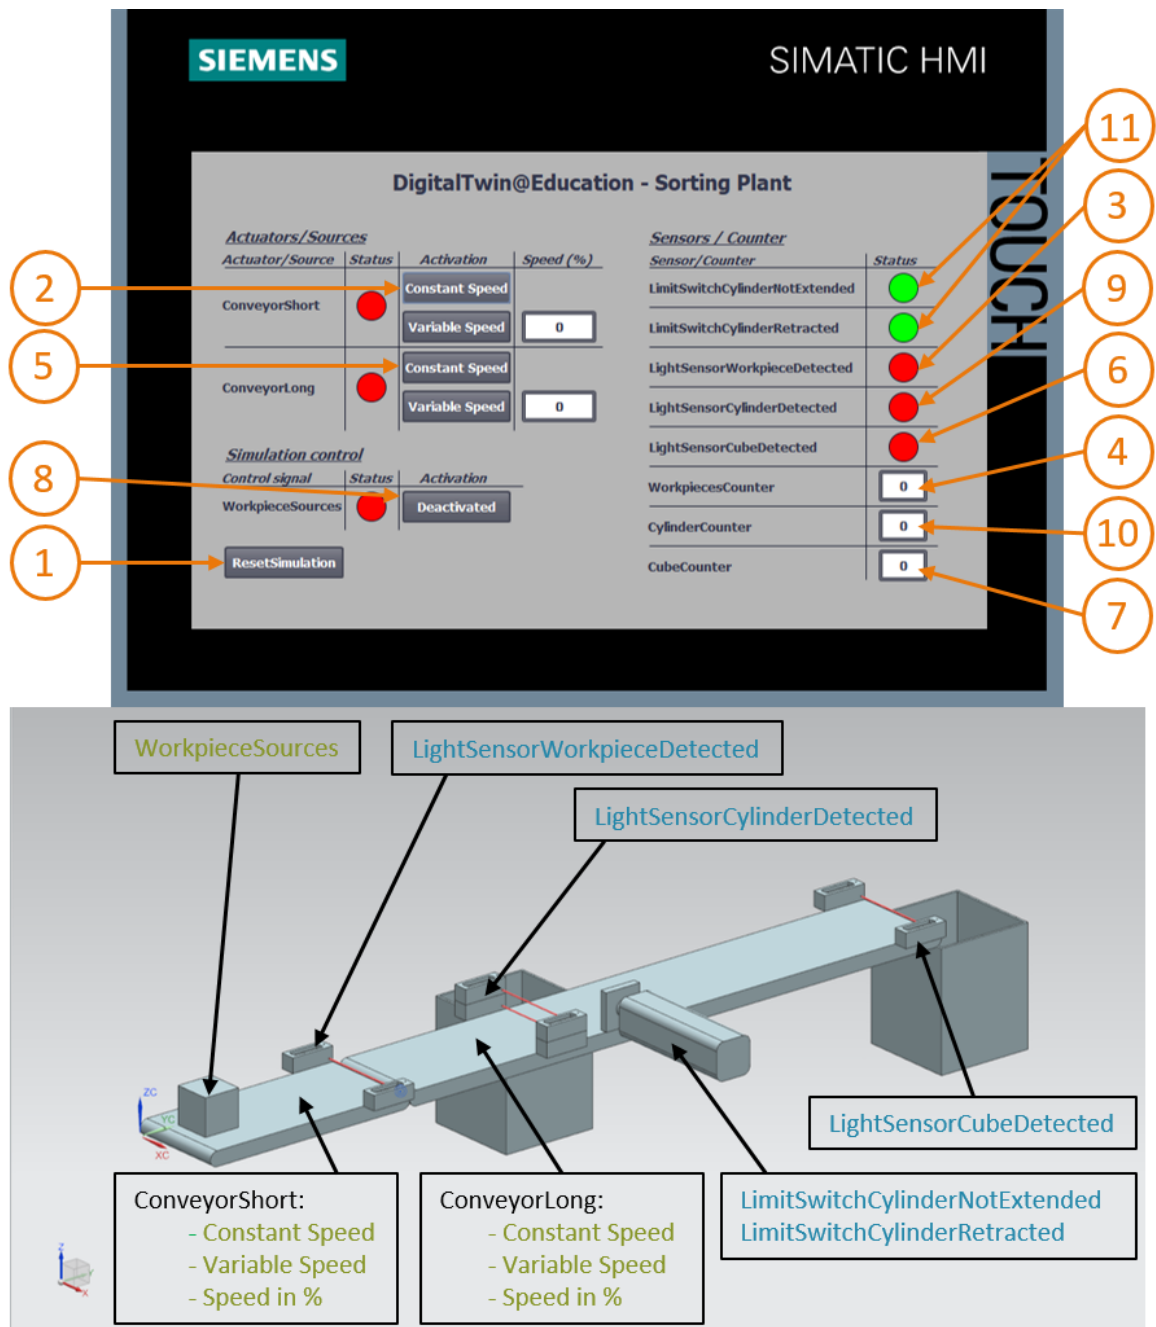 SIEMENS
SIMATIC HMI
TOUCH
DigitalTwin@Education - Sorting Plant
Actuators/Sources
Actuator/Source Status Activation Speed (%)
ConveyorShort
Constant Speed
Variable Speed 0
ConveyorLong
Constant Speed
Variable Speed 0
Simulation control
Control signal Status Activation
WorkpieceSources Deactivated
ResetSimulation
Sensors / Counter
Sensor/Counter Status
LimitSwitchCylinderNotExtended
LimitSwitchCylinderRetracted
LightSensorWorkpieceDetected
LightSensorCylinderDetected
LightSensorCubeDetected
WorkpiecesCounter 0
CylinderCounter 0
CubeCounter 0
2
5
8
1
11
3
9
6
4
10
7
WorkpieceSources
LightSensorWorkpieceDetected
LightSensorCylinderDetected
ZC
YC
XC
LightSensorCubeDetected
ConveyorShort:
- Constant Speed
- Variable Speed
- Speed in %
ConveyorLong:
- Constant Speed
- Variable Speed
- Speed in %
LimitSwitchCylinderNotExtended
LimitSwitchCylinderRetracted
Z
Y
X